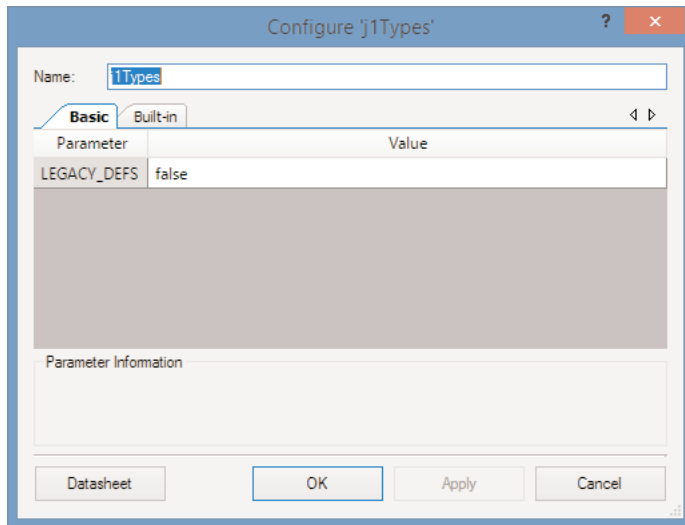 Configure 'j1Types'
?
×
Name: j1Types
Basic Built-in
Parameter Value
LEGACY_DEFS false
Parameter Information
Datasheet OK Apply Cancel